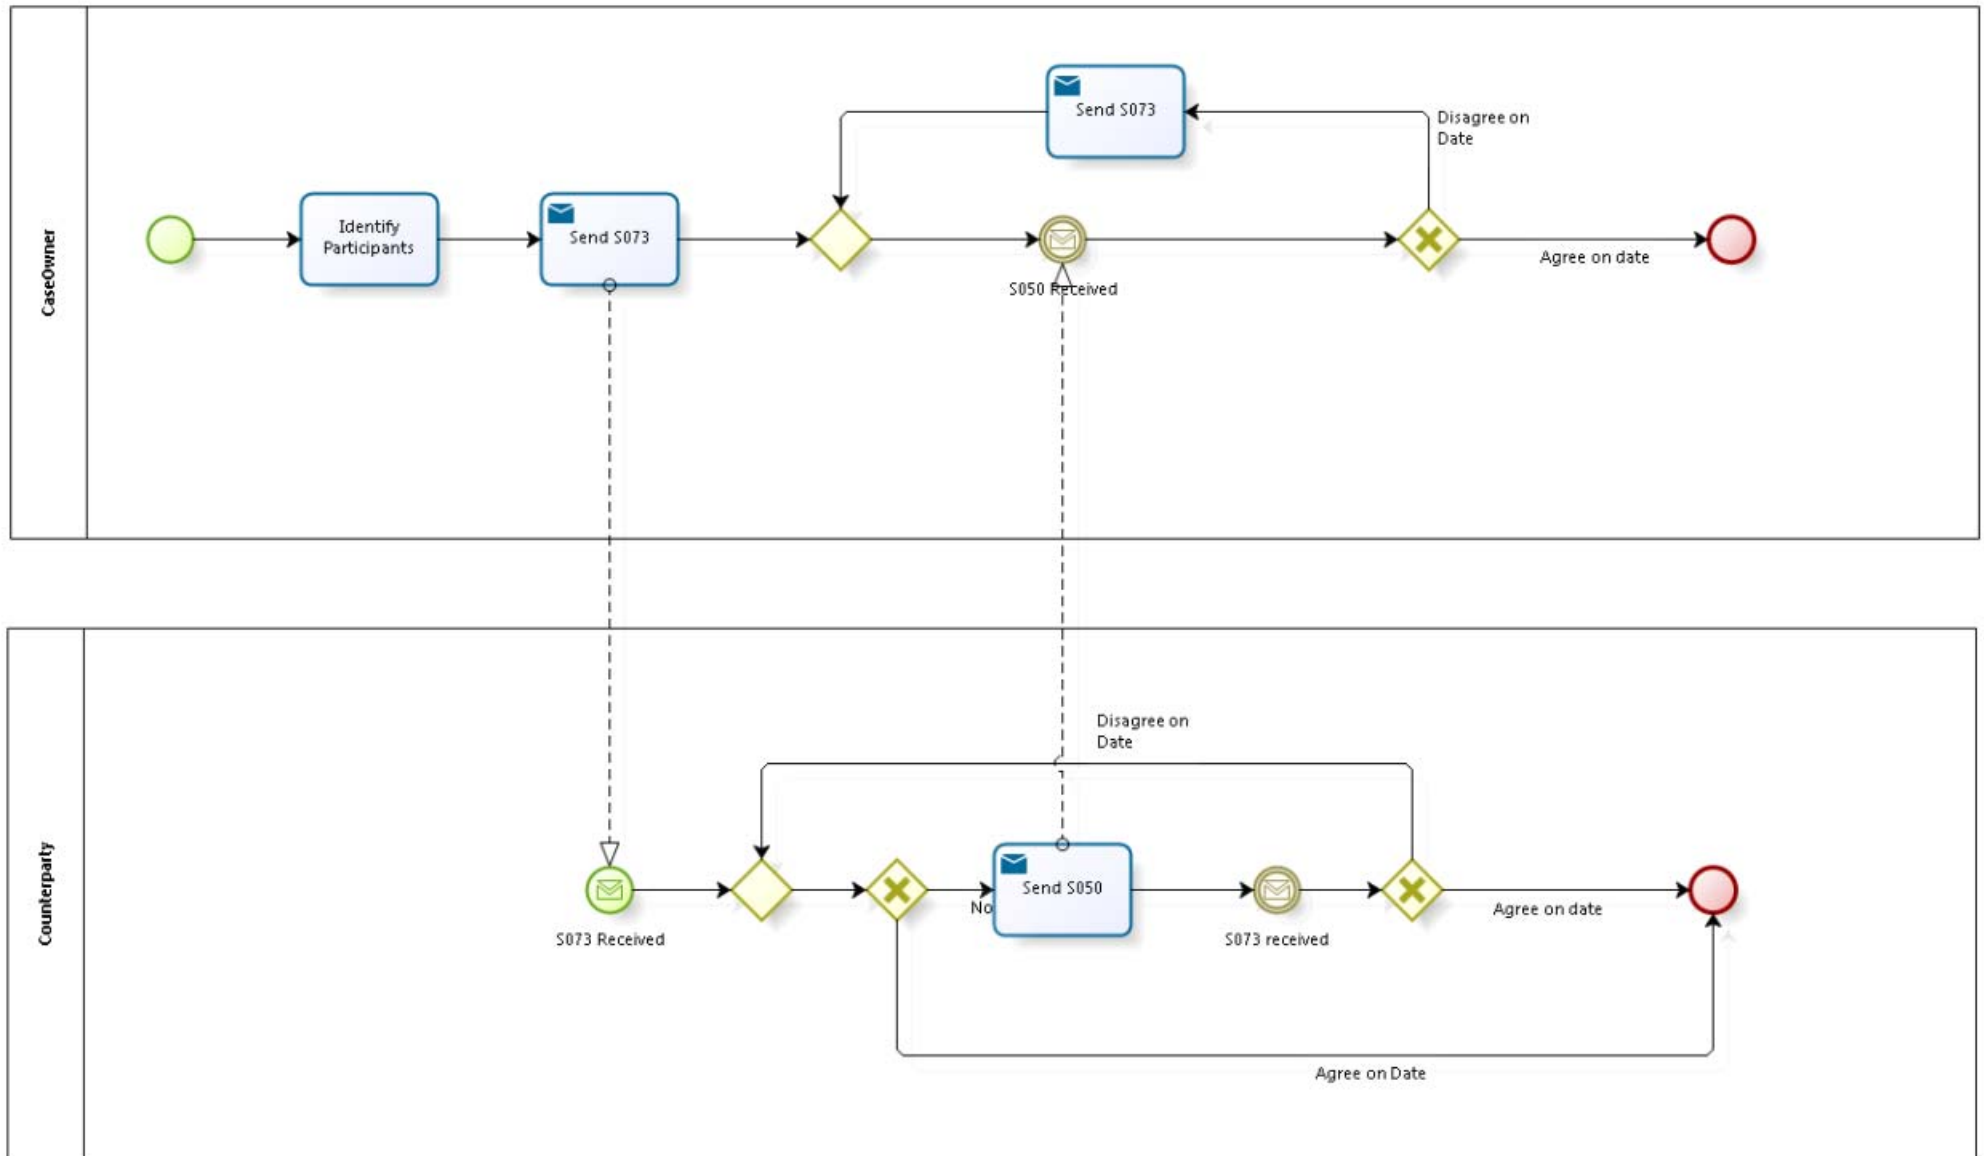 CaseOwner
Send S073
Disagree on
Date
Identify
Participants
Send S073
S050 Received
Agree on date
Counterparty
Disagree on
Date
S073 Received
No
Send S050
S073 received
Agree on date
Agree on Date